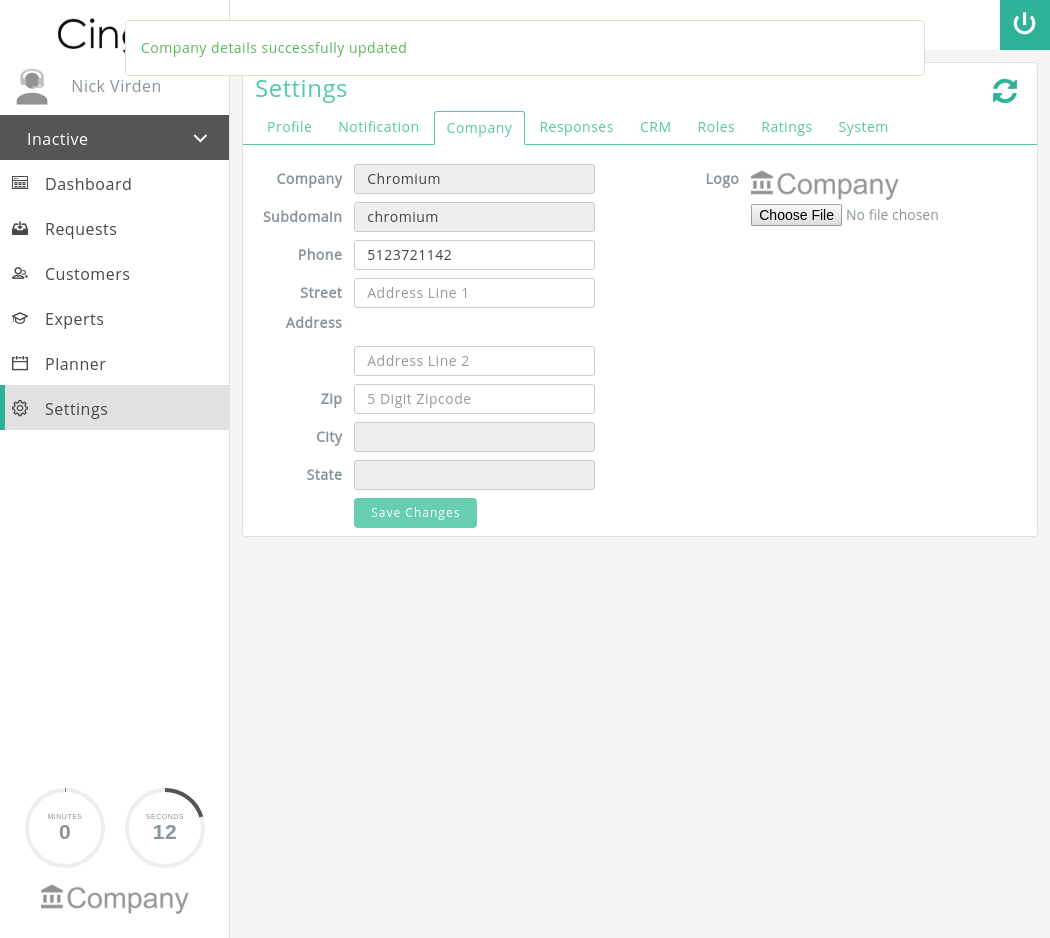 Cin
Company details successfully updated
Nick Virden
Inactive
Dashboard
Requests
Customers
Experts
Planner
Settings
MINUTES
0
SECONDS
12
Company
Settings
Profile Notification Company Responses CRM Roles Ratings System
Company Chromium
Subdomain chromium
Phone 5123721142
Street Address Line 1
Address
Address Line 2
Zip 5 Digit Zipcode
City
State
Save Changes
Logo Company
Choose File No file chosen